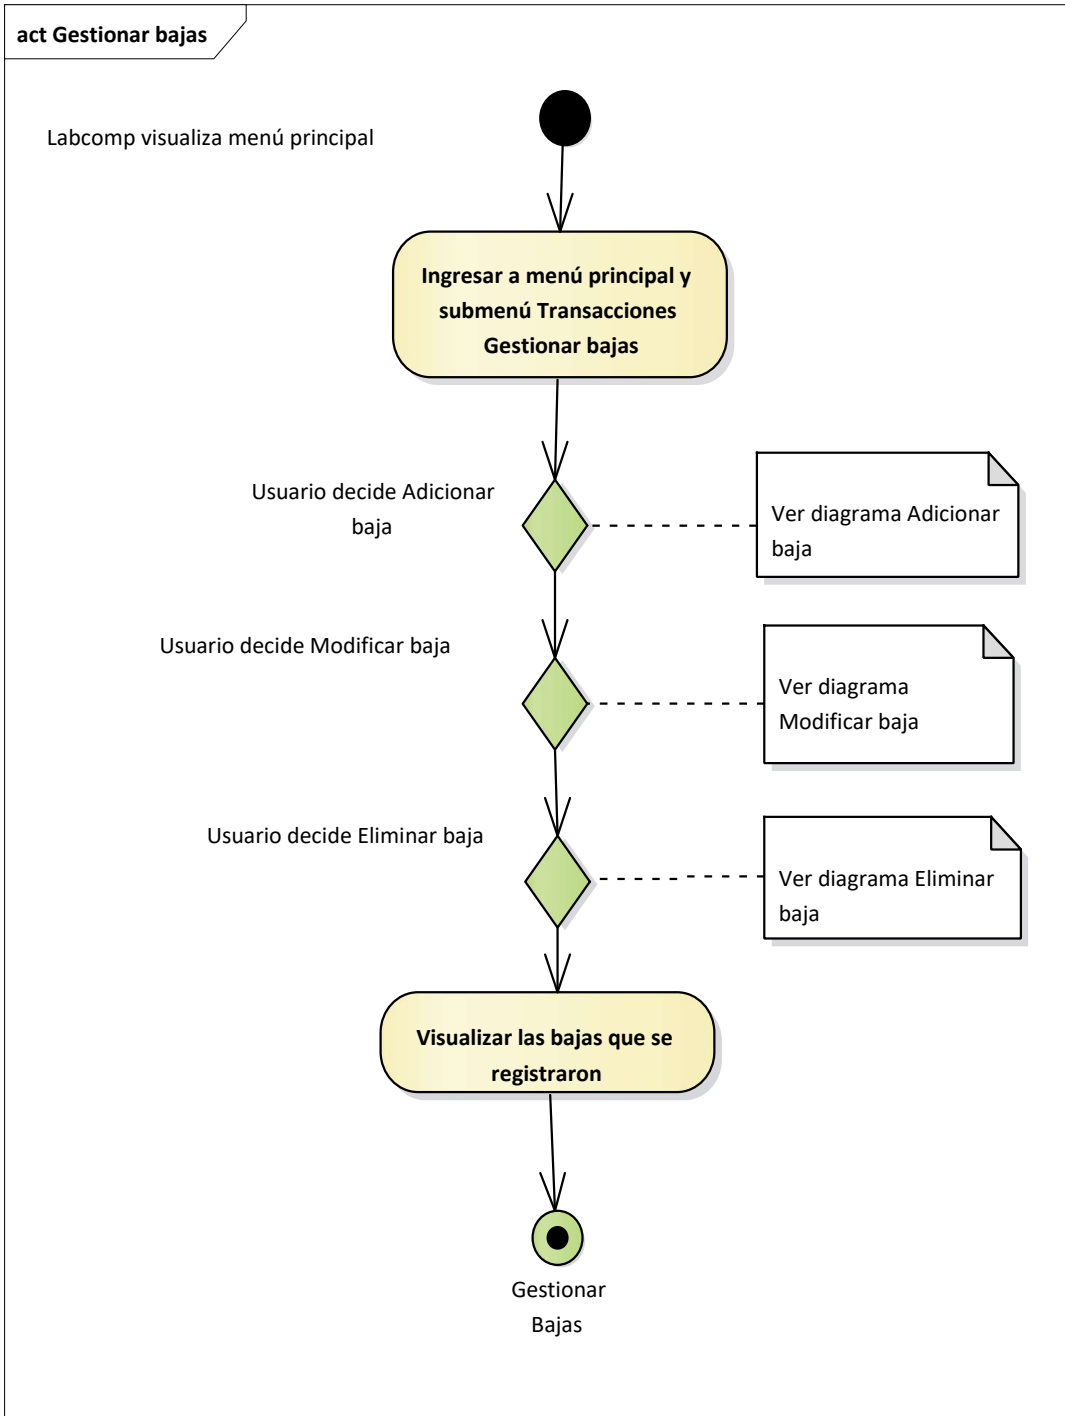 act Gestionar bajas
Labcomp visualiza menú principal
Ingresar a menú principal y
submenú Transacciones
Gestionar bajas
Usuario decide Adicionar
baja
Ver diagrama Adicionar
baja
Usuario decide Modificar baja
Ver diagrama
Modificar baja
Usuario decide Eliminar baja
Ver diagrama Eliminar
baja
Visualizar las bajas que se
registraron
Gestionar
Bajas